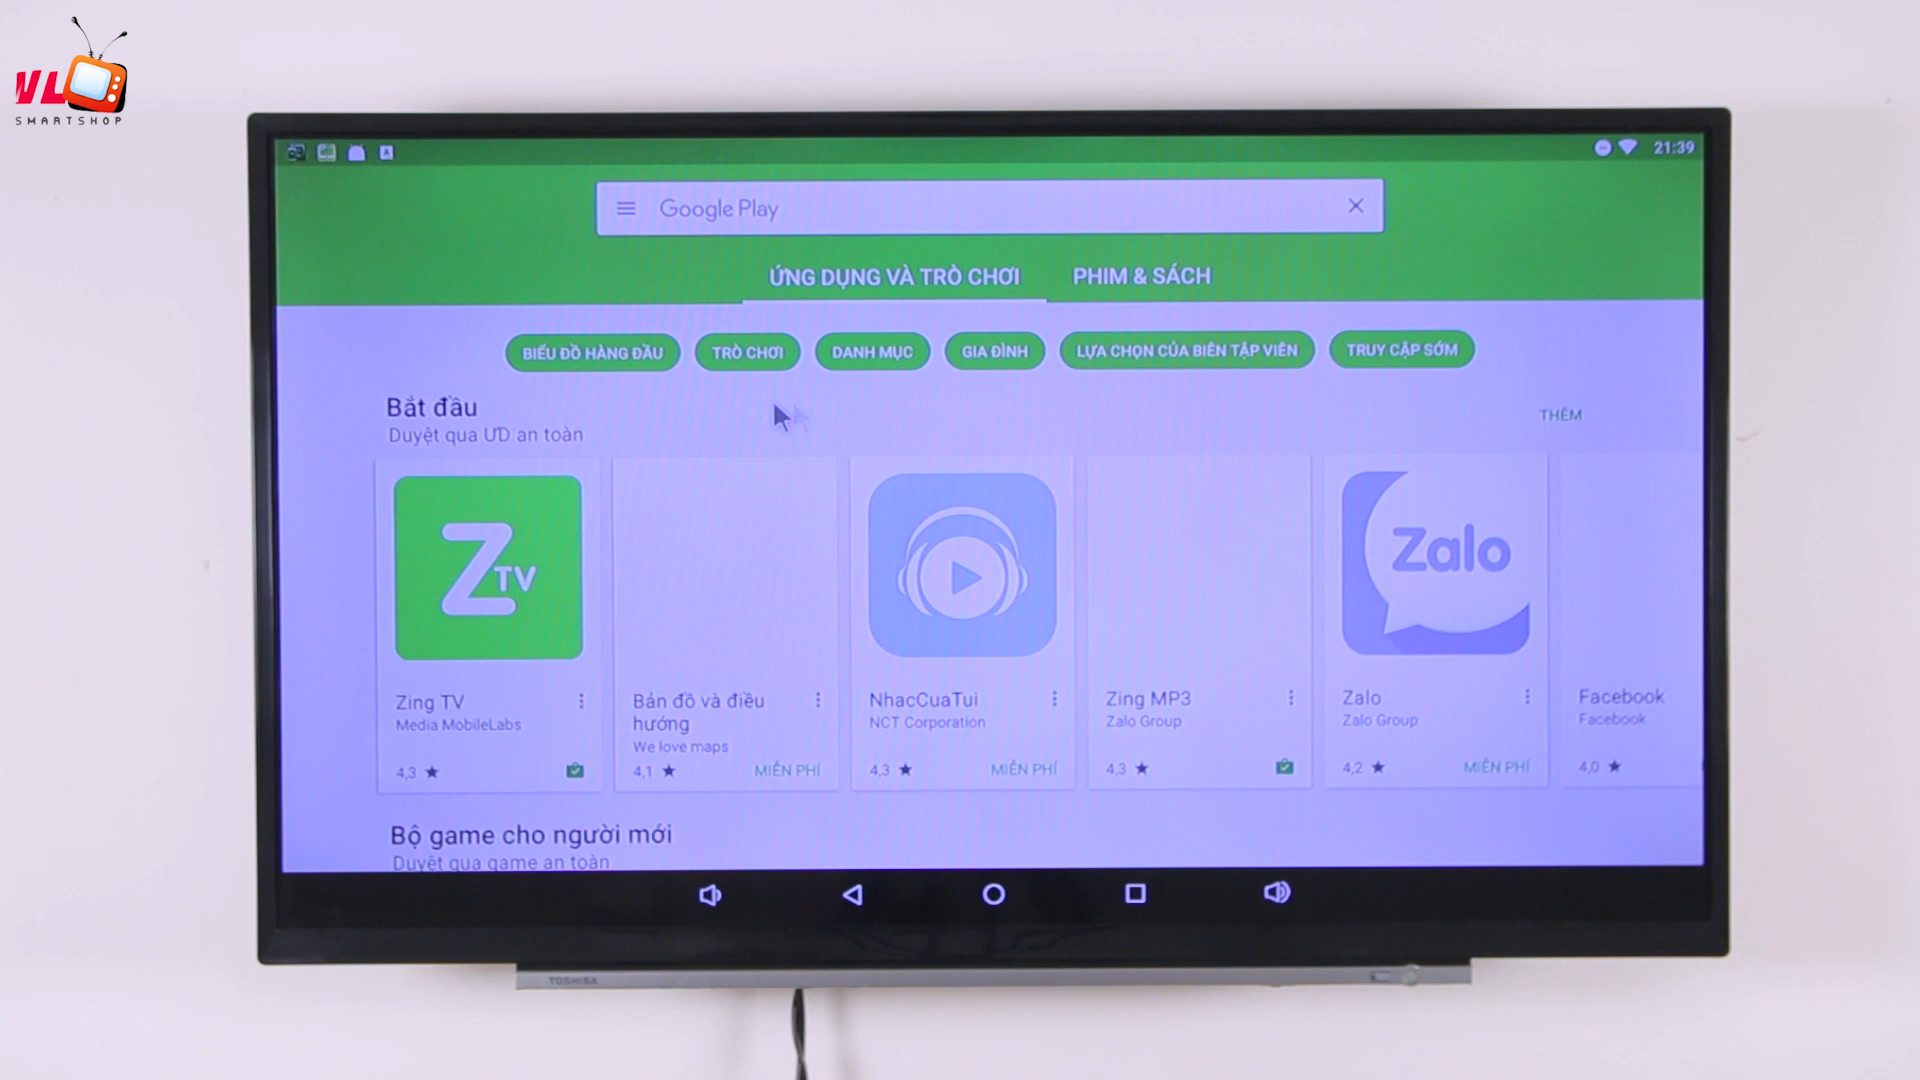 VL
SMARTSHOP
21:39
Google Play
ỨNG DỤNG VÀ TRÒ CHƠI
PHIM & SÁCH
BIỂU ĐỒ HÀNG ĐẦU
TRÒ CHƠI
DANH MỤC
GIA ĐÌNH
LỰA CHỌN CỦA BIÊN TẬP VIÊN
TRUY CẬP SỚM
Bắt đầu
Duyệt qua ƯD an toàn
THÊM
Z TV
Zing TV
Media MobileLabs
4,3
Bản đồ và điều
hướng
We love maps
4,1
MIỄN PHÍ
NhacCuaTui
NCT Corporation
4,3
MIỄN PHÍ
Zing MP3
Zalo Group
4,3
Zalo
Zalo
Zalo Group
4,2
MIỄN PHÍ
Facebook
Facebook
4,0
Bộ game cho người mới
Duyệt qua game an toàn
TOSHIBA